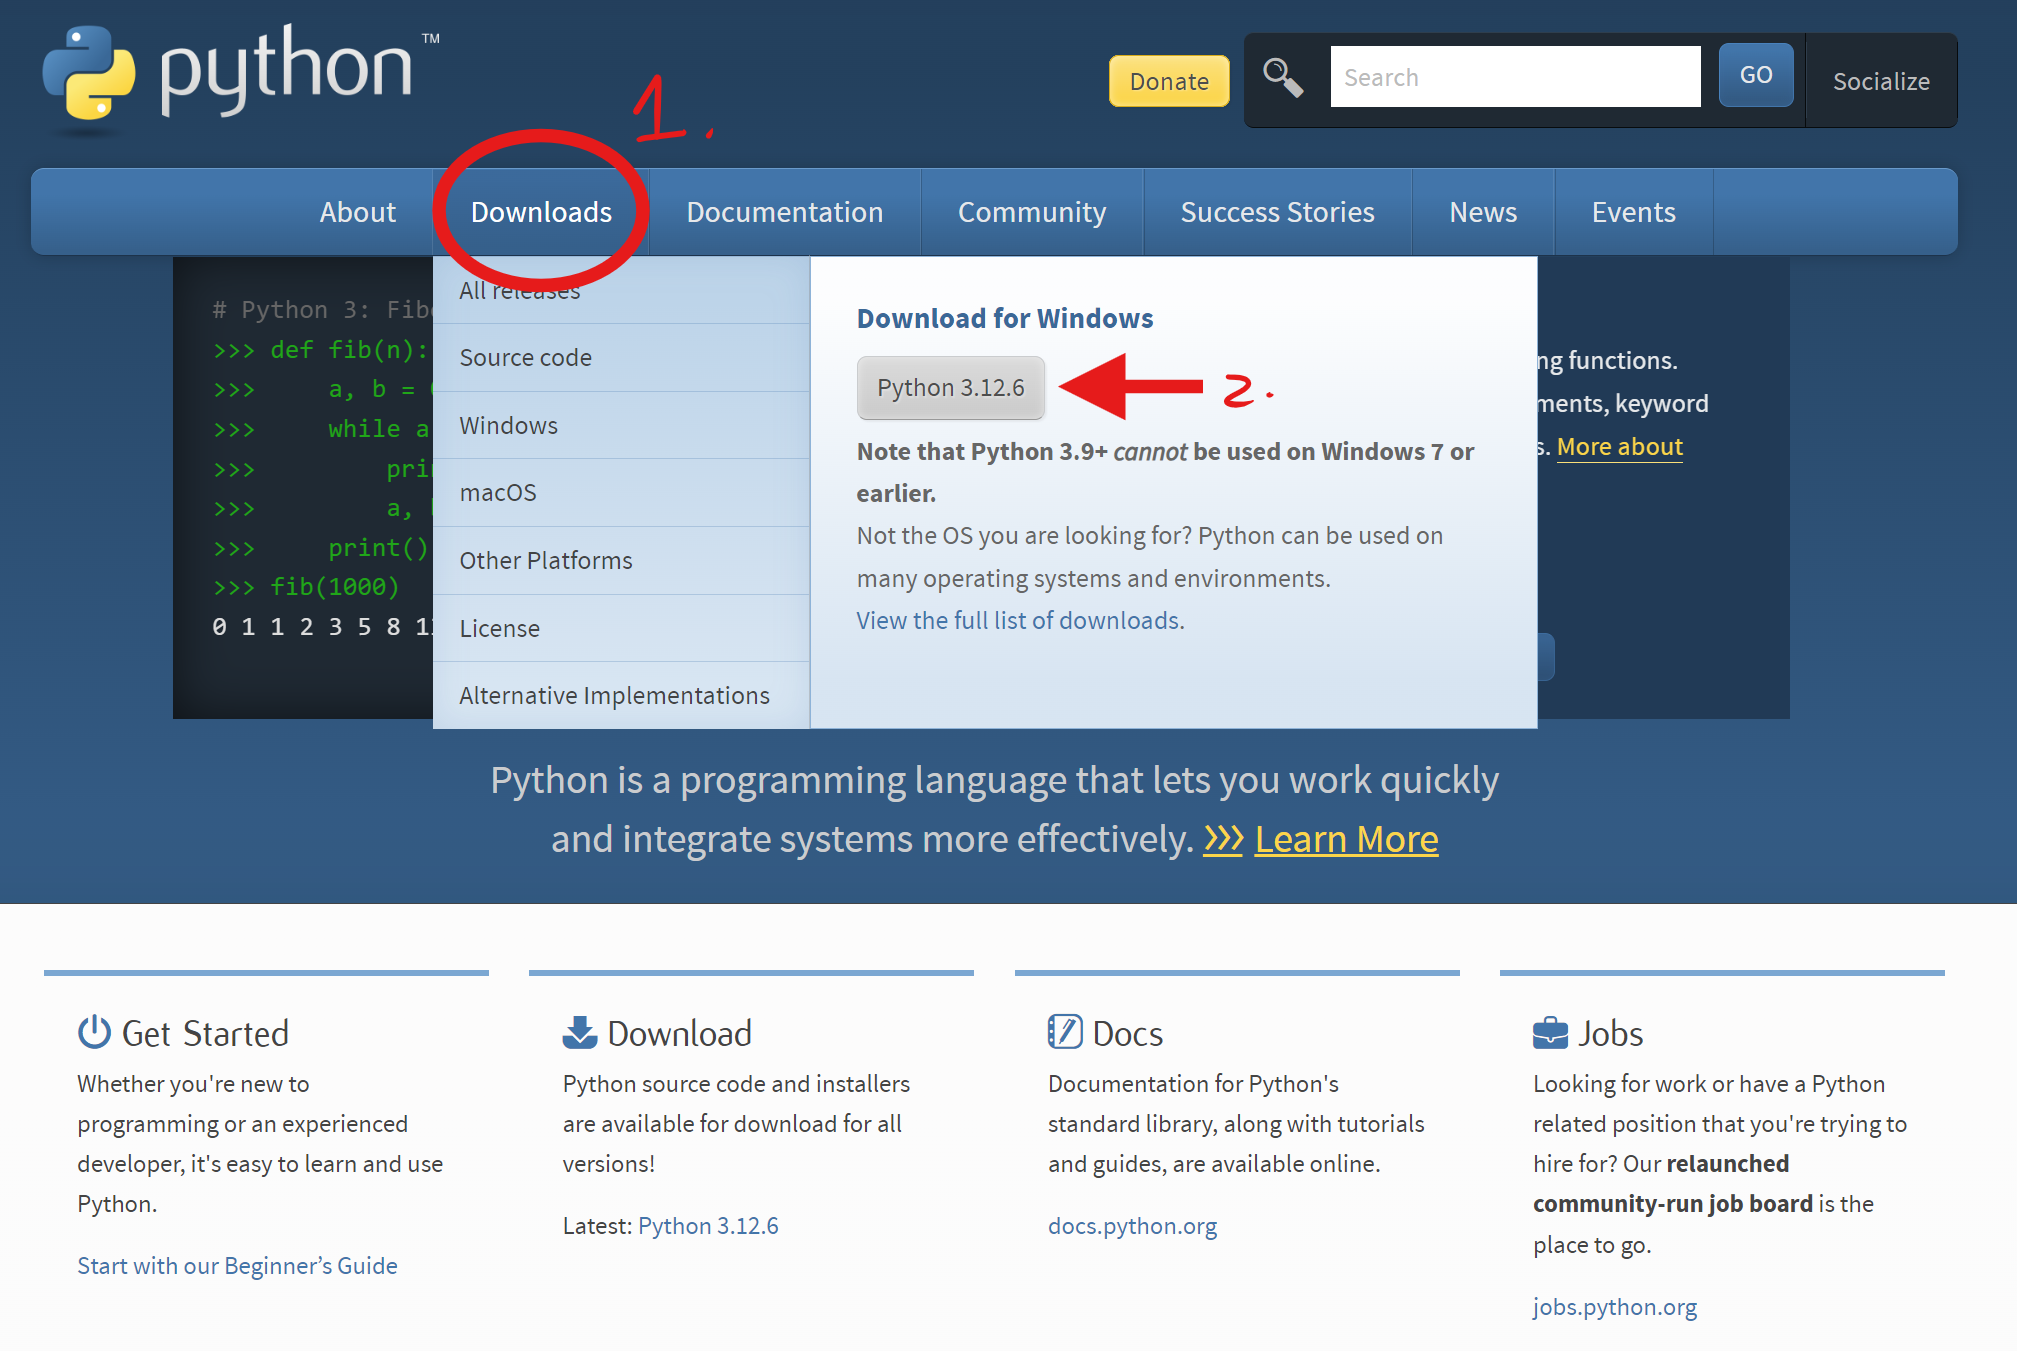 python™
1.
Donate
Search
GO
Socialize
About
Downloads
Documentation
Community
Success Stories
News
Events
# Python 3: Fib
>>> def fib(n):
>>> a, b =
>>> while a
>>> pri
>>> a,
>>> print()
>>> fib(1000)
0 1 1 2 3 5 8 1
All releases
Source code
Windows
macOS
Other Platforms
License
Alternative Implementations
Download for Windows
Python 3.12.6
2.
Note that Python 3.9+ cannot be used on Windows 7 or
earlier.
Not the OS you are looking for? Python can be used on
many operating systems and environments.
View the full list of downloads.
ng functions.
ments, keyword
s. More about
Python is a programming language that lets you work quickly
and integrate systems more effectively. >>> Learn More
Get Started
Whether you're new to
programming or an experienced
developer, it's easy to learn and use
Python.
Start with our Beginner’s Guide
Download
Python source code and installers
are available for download for all
versions!
Latest: Python 3.12.6
Docs
Documentation for Python's
standard library, along with tutorials
and guides, are available online.
docs.python.org
Jobs
Looking for work or have a Python
related position that you're trying to
hire for? Our relaunched
community-run job board is the
place to go.
jobs.python.org